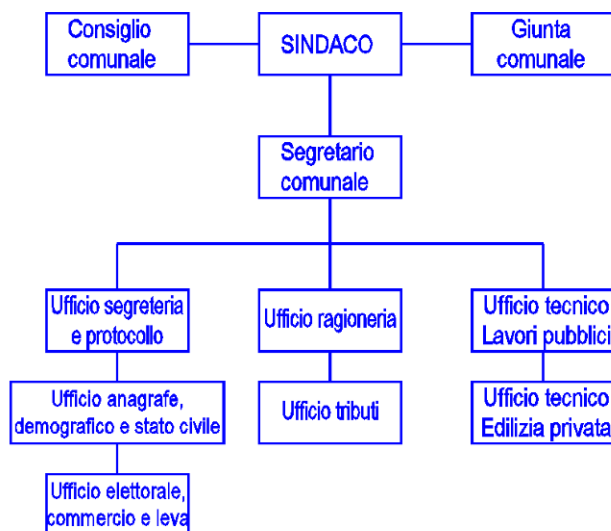 Consiglio
comunale
SINDACO
Giunta
comunale
Segretario
comunale
Ufficio segreteria
e protocollo
Ufficio ragioneria
Ufficio tecnico
Lavori pubblici
Ufficio anagrafe,
demografico e stato civile
Ufficio tributi
Ufficio tecnico
Edilizia privata
Ufficio elettorale,
commercio e leva